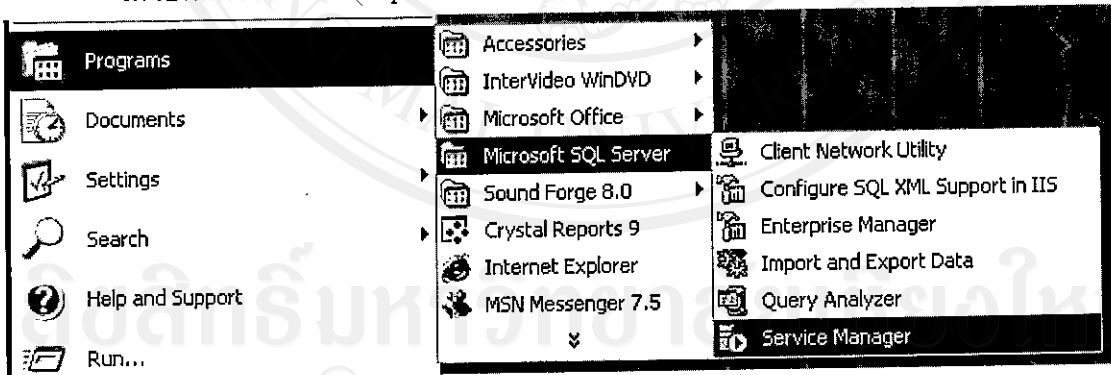 Programs
Documents
Settings
Search
Help and Support
Run...
Accessories
InterVideo WinDVD
Microsoft Office
Microsoft SQL Server
Sound Forge 8.0
Crystal Reports 9
Internet Explorer
MSN Messenger 7.5
Client Network Utility
Configure SQL XML Support in IIS
Enterprise Manager
Import and Export Data
Query Analyzer
Service Manager